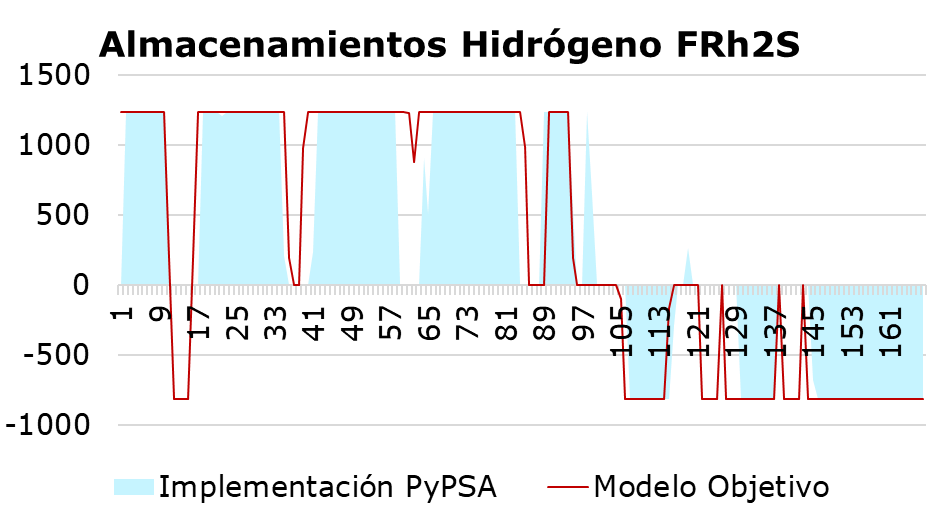 Almacenamientos Hidrógeno FRh2S
1500
1000
500
0
-500
-1000
1 9 17 25 33 41 49 57 65 73 81 89 97 105 113 121 129 137 145 153 161
Implementación PyPSA Modelo Objetivo